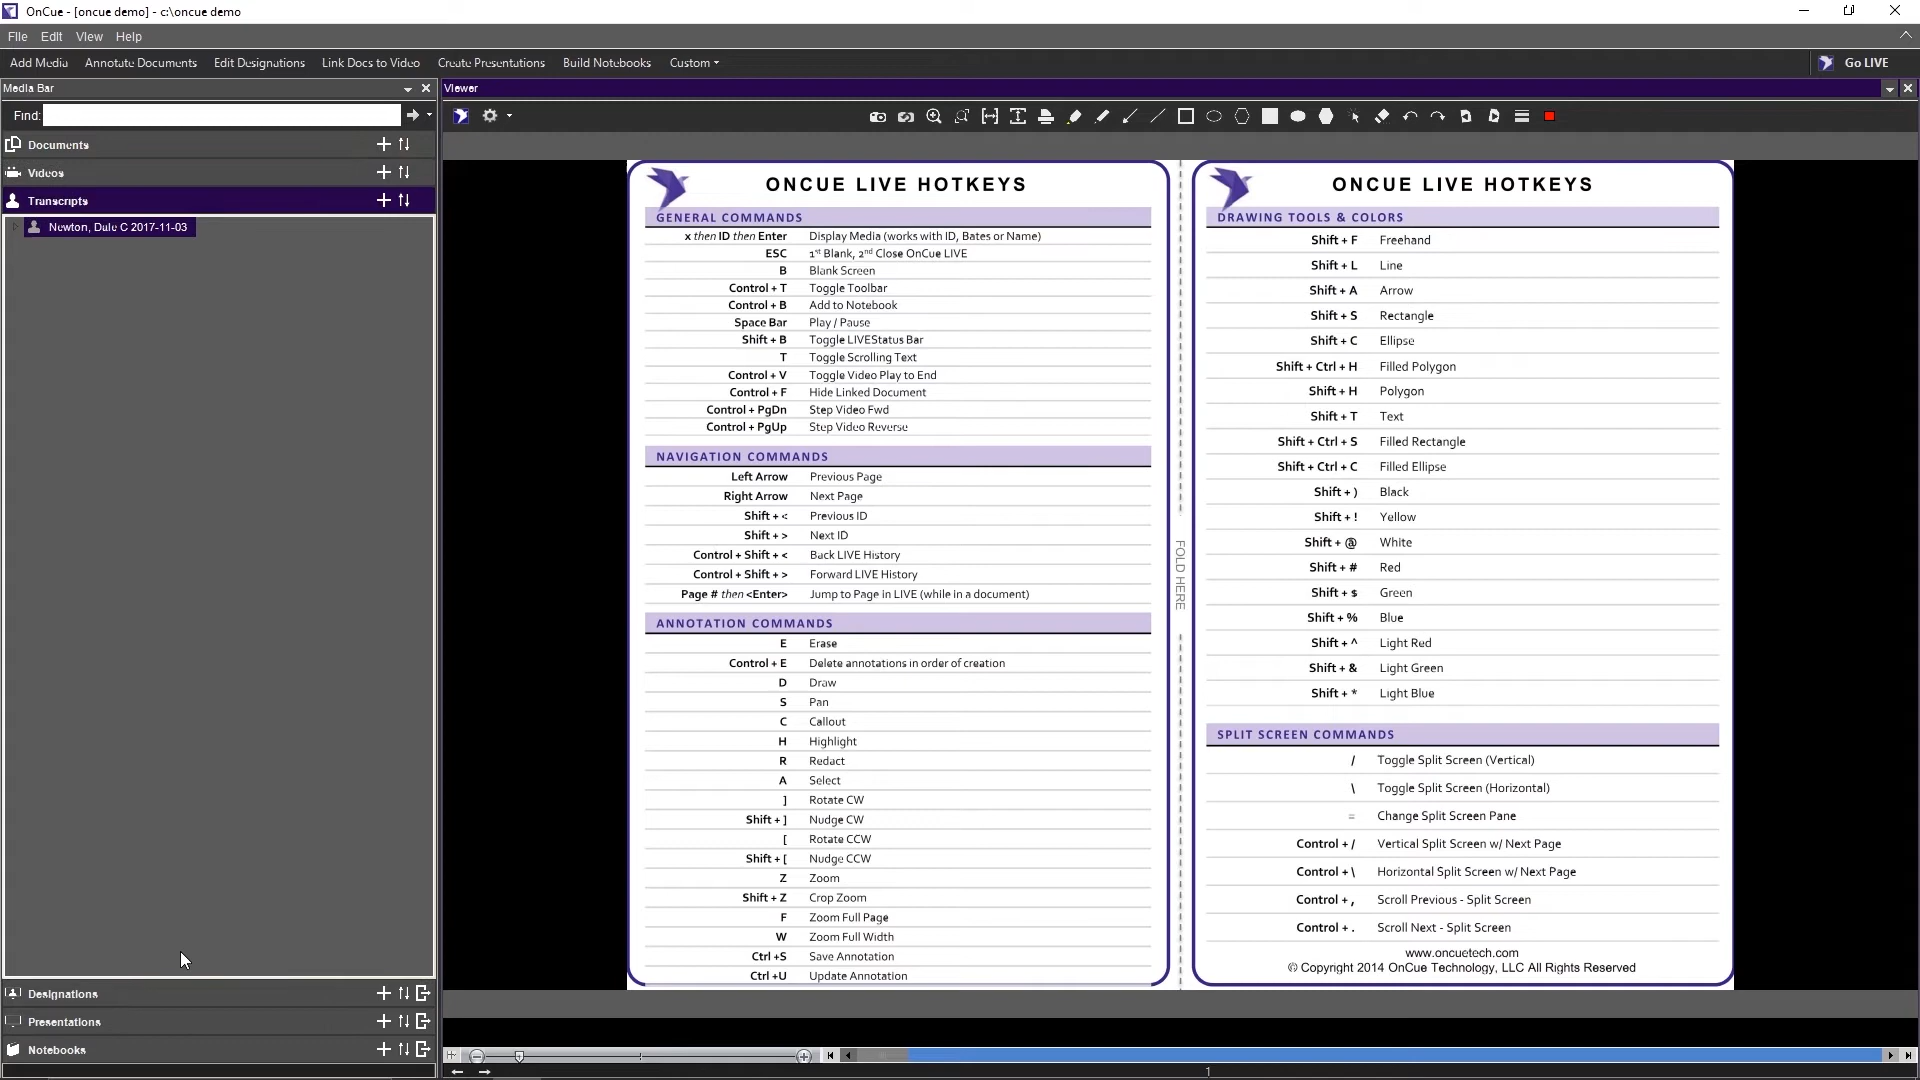 OnCue - [oncue demo] - c:\oncue demo
File Edit View Help
Add Media Annotate Documents Edit Designations Link Docs to Video Create Presentations Build Notebooks Custom Go LIVE
Media Bar
Find:
Documents
Videos
Transcripts
Newton, Dale C 2017-11-03
Designations
Presentations
Notebooks
Viewer
ONCUE LIVE HOTKEYS
GENERAL COMMANDS
x then ID then Enter Display Media (works with ID, Bates or Name)
ESC 1st Blank, 2nd Close OnCue LIVE
B Blank Screen
Control + T Toggle Toolbar
Control + B Add to Notebook
Space Bar Play / Pause
Shift + B Toggle LIVEStatus Bar
T Toggle Scrolling Text
Control + V Toggle Video Play to End
Control + F Hide Linked Document
Control + PgDn Step Video Fwd
Control + PgUp Step Video Reverse
NAVIGATION COMMANDS
Left Arrow Previous Page
Right Arrow Next Page
Shift + < Previous ID
Shift + > Next ID
Control + Shift + < Back LIVE History
Control + Shift + > Forward LIVE History
Page # then <Enter> Jump to Page in LIVE (while in a document)
ANNOTATION COMMANDS
E Erase
Control + E Delete annotations in order of creation
D Draw
S Pan
C Callout
H Highlight
R Redact
A Select
] Rotate CW
Shift + ] Nudge CW
[ Rotate CCW
Shift + [ Nudge CCW
Z Zoom
Shift + Z Crop Zoom
F Zoom Full Page
W Zoom Full Width
Ctrl +S Save Annotation
Ctrl +U Update Annotation
FOLD HERE
ONCUE LIVE HOTKEYS
DRAWING TOOLS & COLORS
Shift + F Freehand
Shift + L Line
Shift + A Arrow
Shift + S Rectangle
Shift + C Ellipse
Shift + Ctrl + H Filled Polygon
Shift + H Polygon
Shift + T Text
Shift + Ctrl + S Filled Rectangle
Shift + Ctrl + C Filled Ellipse
Shift + ) Black
Shift + ! Yellow
Shift + @ White
Shift + # Red
Shift + $ Green
Shift + % Blue
Shift + ^ Light Red
Shift + & Light Green
Shift + * Light Blue
SPLIT SCREEN COMMANDS
/ Toggle Split Screen (Vertical)
\ Toggle Split Screen (Horizontal)
= Change Split Screen Pane
Control + / Vertical Split Screen w/ Next Page
Control + \ Horizontal Split Screen w/ Next Page
Control + , Scroll Previous - Split Screen
Control + . Scroll Next - Split Screen
www.oncuetech.com
© Copyright 2014 OnCue Technology, LLC All Rights Reserved
1